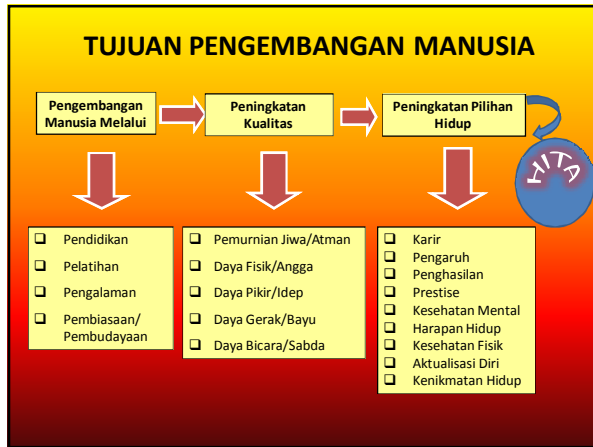 TUJUAN PENGEMBANGAN MANUSIA
Pengembangan
Manusia Melalui
Peningkatan
Kualitas
Peningkatan Pilihan
Hidup
HITA
Pendidikan
Pelatihan
Pengalaman
Pembiasaan/
Pembudayaan
Pemurnian Jiwa/Atman
Daya Fisik/Angga
Daya Pikir/Idep
Daya Gerak/Bayu
Daya Bicara/Sabda
Karir
Pengaruh
Penghasilan
Prestise
Kesehatan Mental
Harapan Hidup
Kesehatan Fisik
Aktualisasi Diri
Kenikmatan Hidup